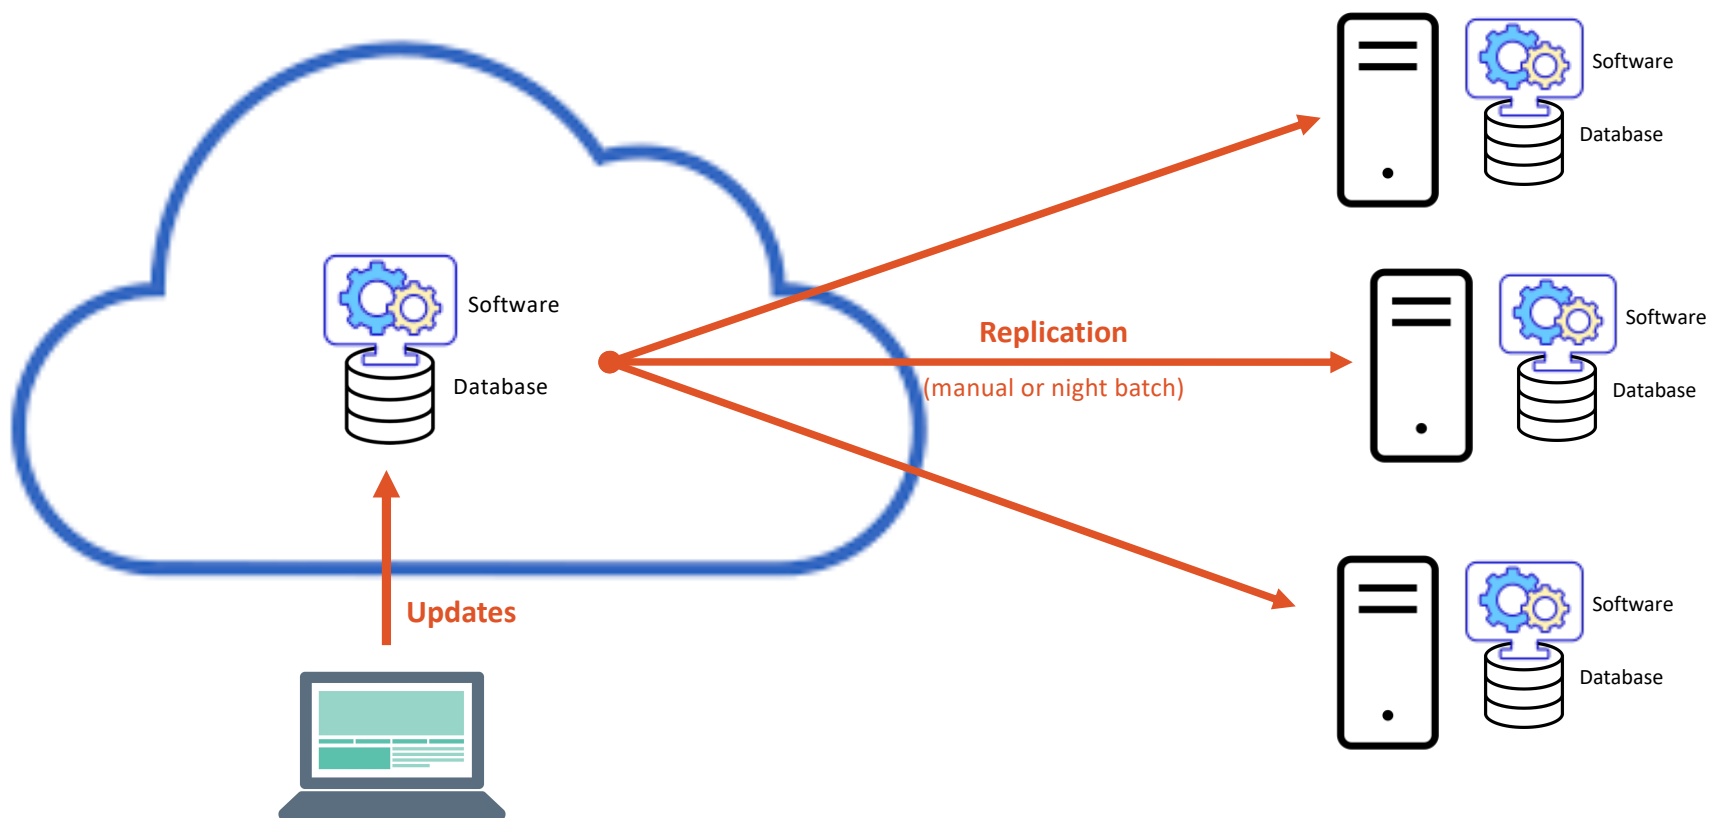 Software
Database
Software
Database
Replication
(manual or night batch)
Software
Database
Updates
Software
Database